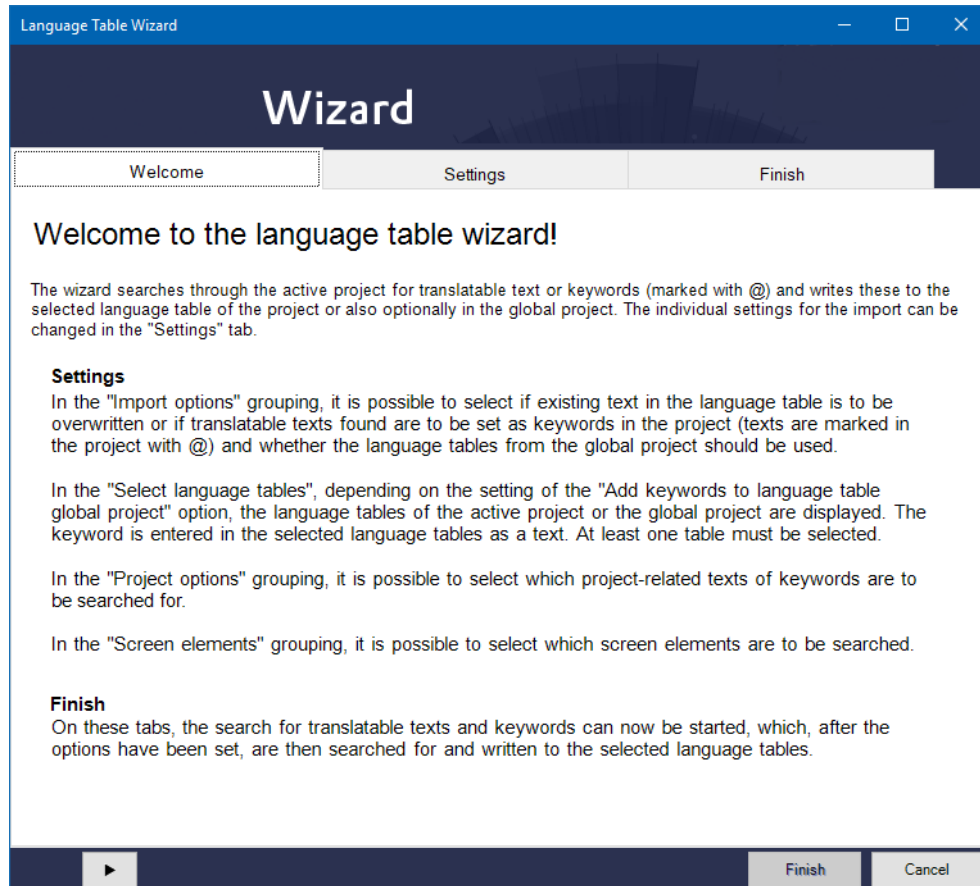 Language Table Wizard
Wizard
Welcome
Settings
Finish
Welcome to the language table wizard!
The wizard searches through the active project for translatable text or keywords (marked with @) and writes these to the
selected language table of the project or also optionally in the global project. The individual settings for the import can be
changed in the "Settings" tab.
Settings
In the "Import options" grouping, it is possible to select if existing text in the language table is to be
overwritten or if translatable texts found are to be set as keywords in the project (texts are marked in
the project with @) and whether the language tables from the global project should be used.
In the "Select language tables", depending on the setting of the "Add keywords to language table
global project" option, the language tables of the active project or the global project are displayed. The
keyword is entered in the selected language tables as a text. At least one table must be selected.
In the "Project options" grouping, it is possible to select which project-related texts of keywords are to
be searched for.
In the "Screen elements" grouping, it is possible to select which screen elements are to be searched.
Finish
On these tabs, the search for translatable texts and keywords can now be started, which, after the
options have been set, are then searched for and written to the selected language tables.
Finish
Cancel